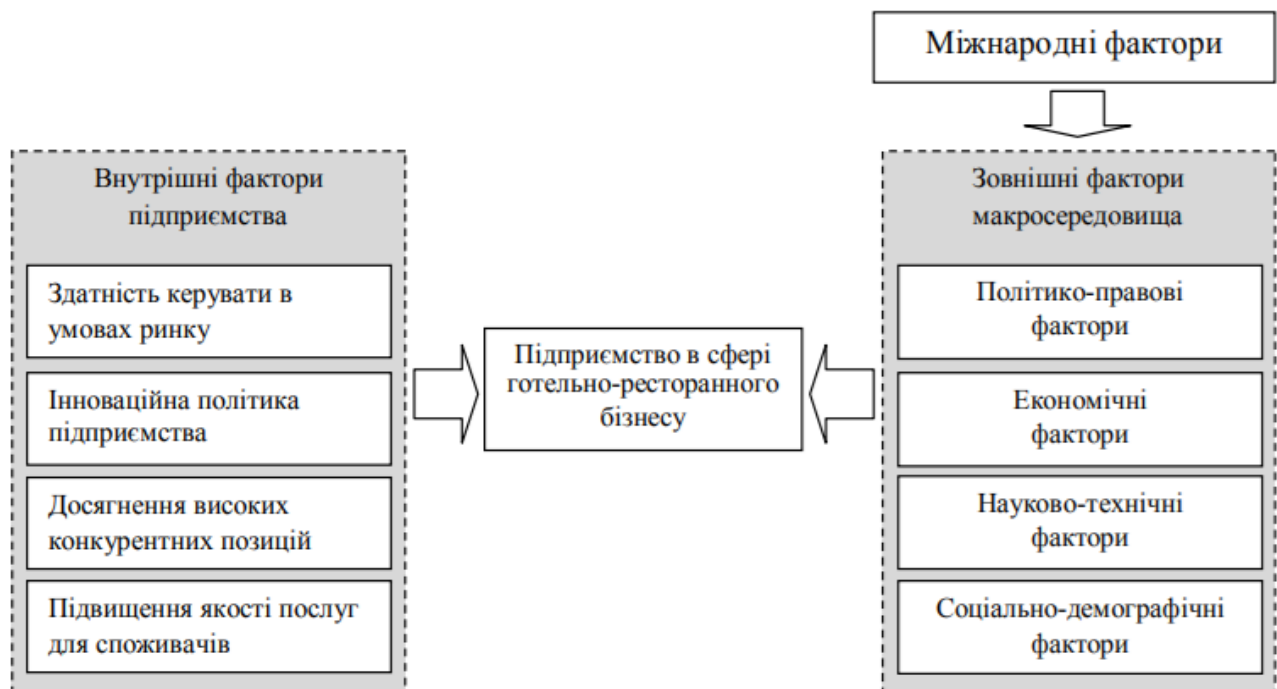 Міжнародні фактори
Внутрішні фактори
підприємства
Здатність керувати в
умовах ринку
Інноваційна політика
підприємства
Досягнення високих
конкурентних позицій
Підвищення якості послуг
для споживачів
Підприємство в сфері
готельно-ресторанного
бізнесу
Зовнішні фактори
макросередовища
Політико-правові
фактори
Економічні
фактори
Науково-технічні
фактори
Соціально-демографічні
фактори